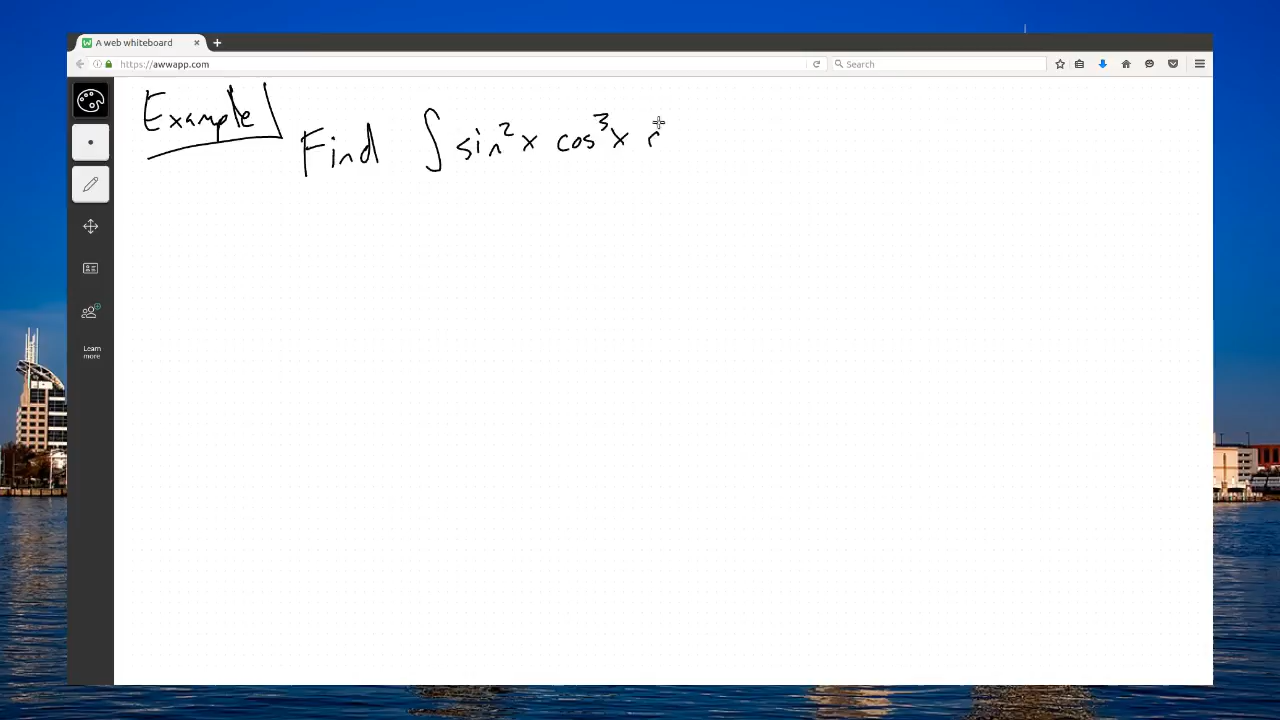 A web whiteboard
https://awwapp.com
Search
Example
Find ∫ sin²x cos³x
Learn
more